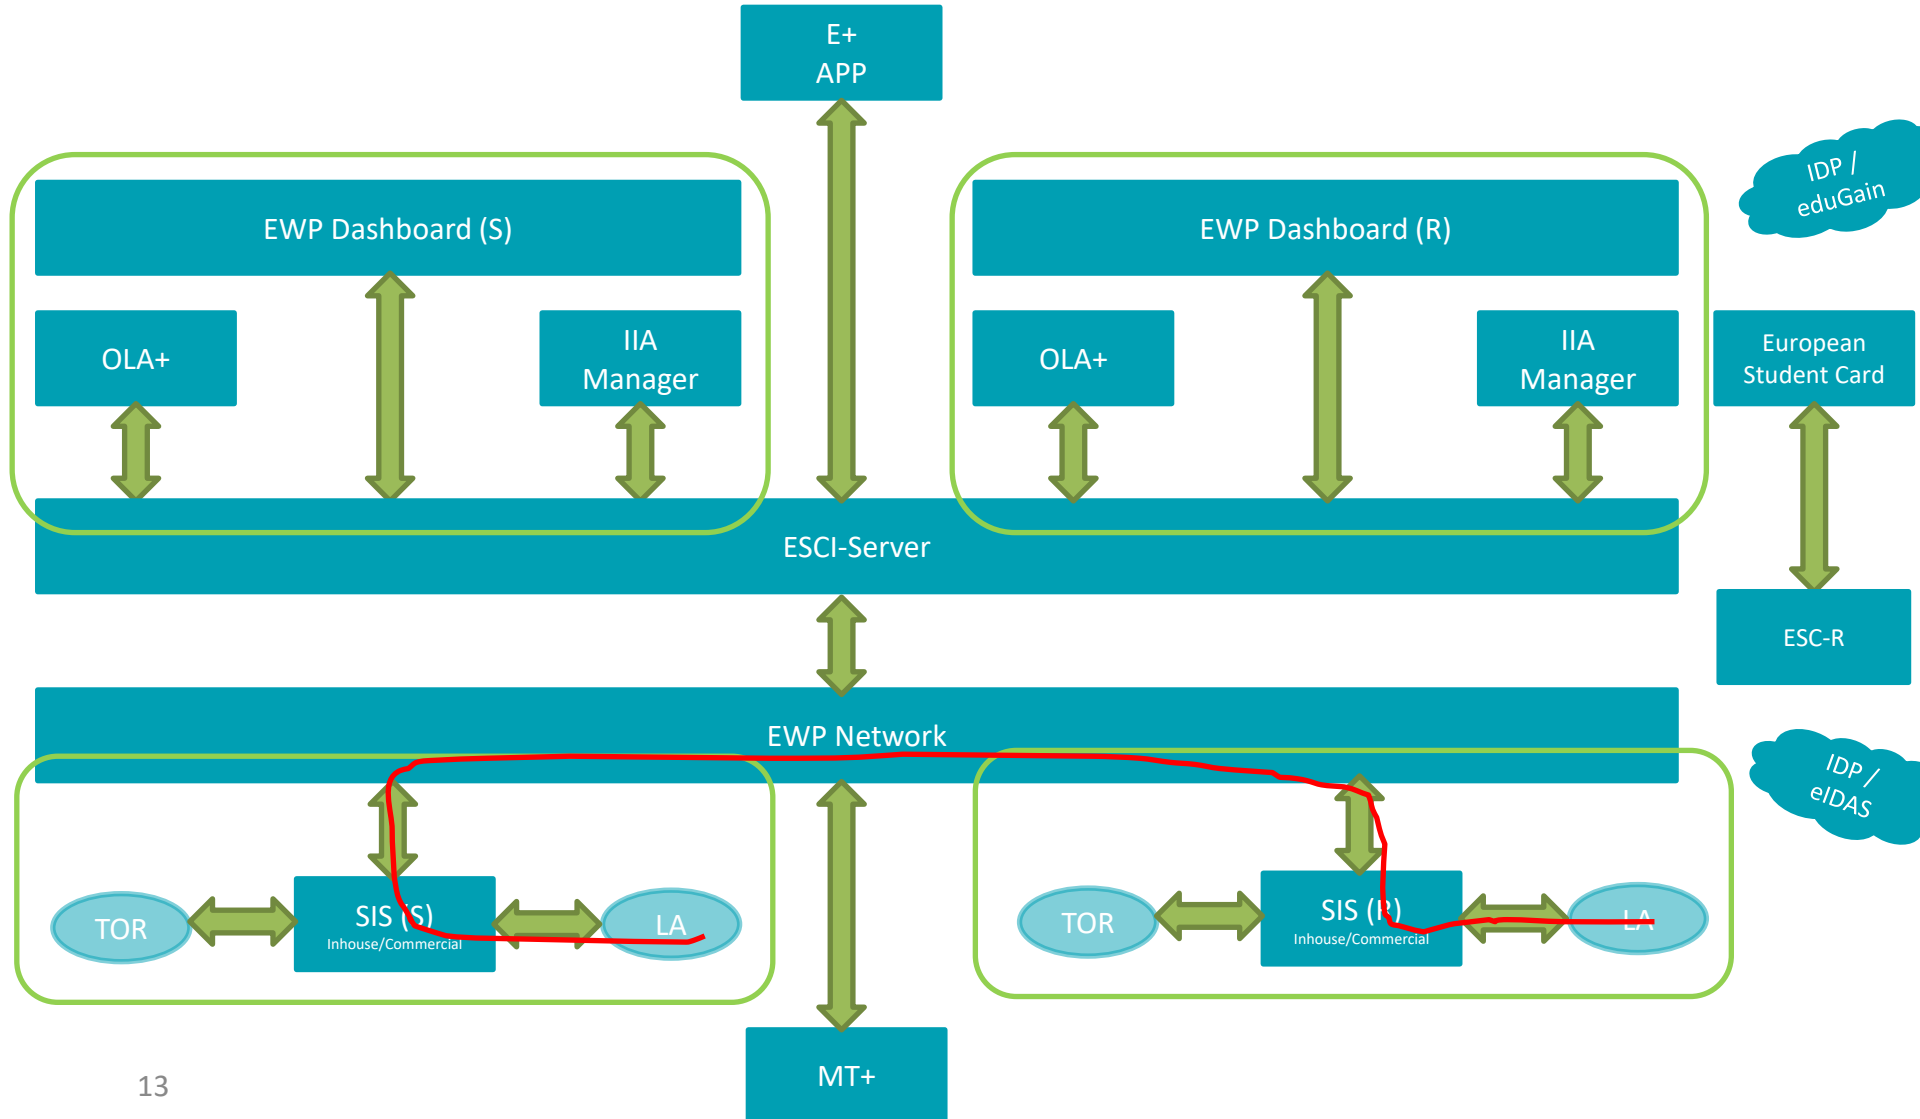 E+
APP
IDP /
eduGain
EWP Dashboard (S)
EWP Dashboard (R)
OLA+
IIA
Manager
OLA+
IIA
Manager
European
Student Card
ESCI-Server
ESC-R
EWP Network
IDP /
eIDAS
TOR
SIS (S)
Inhouse/Commercial
LA
TOR
SIS (R)
Inhouse/Commercial
LA
MT+
13